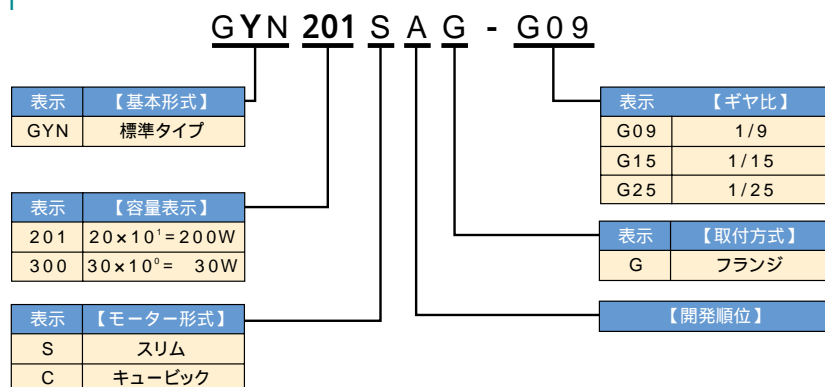 GYN 201 S A G - G09
表示 【基本形式】
GYN 標準タイプ
表示 【容量表示】
201 20×10¹=200W
300 30×10⁰= 30W
表示 【モーター形式】
S スリム
C キュービック
表示 【ギヤ比】
G09 1/9
G15 1/15
G25 1/25
表示 【取付方式】
G フランジ
【開発順位】